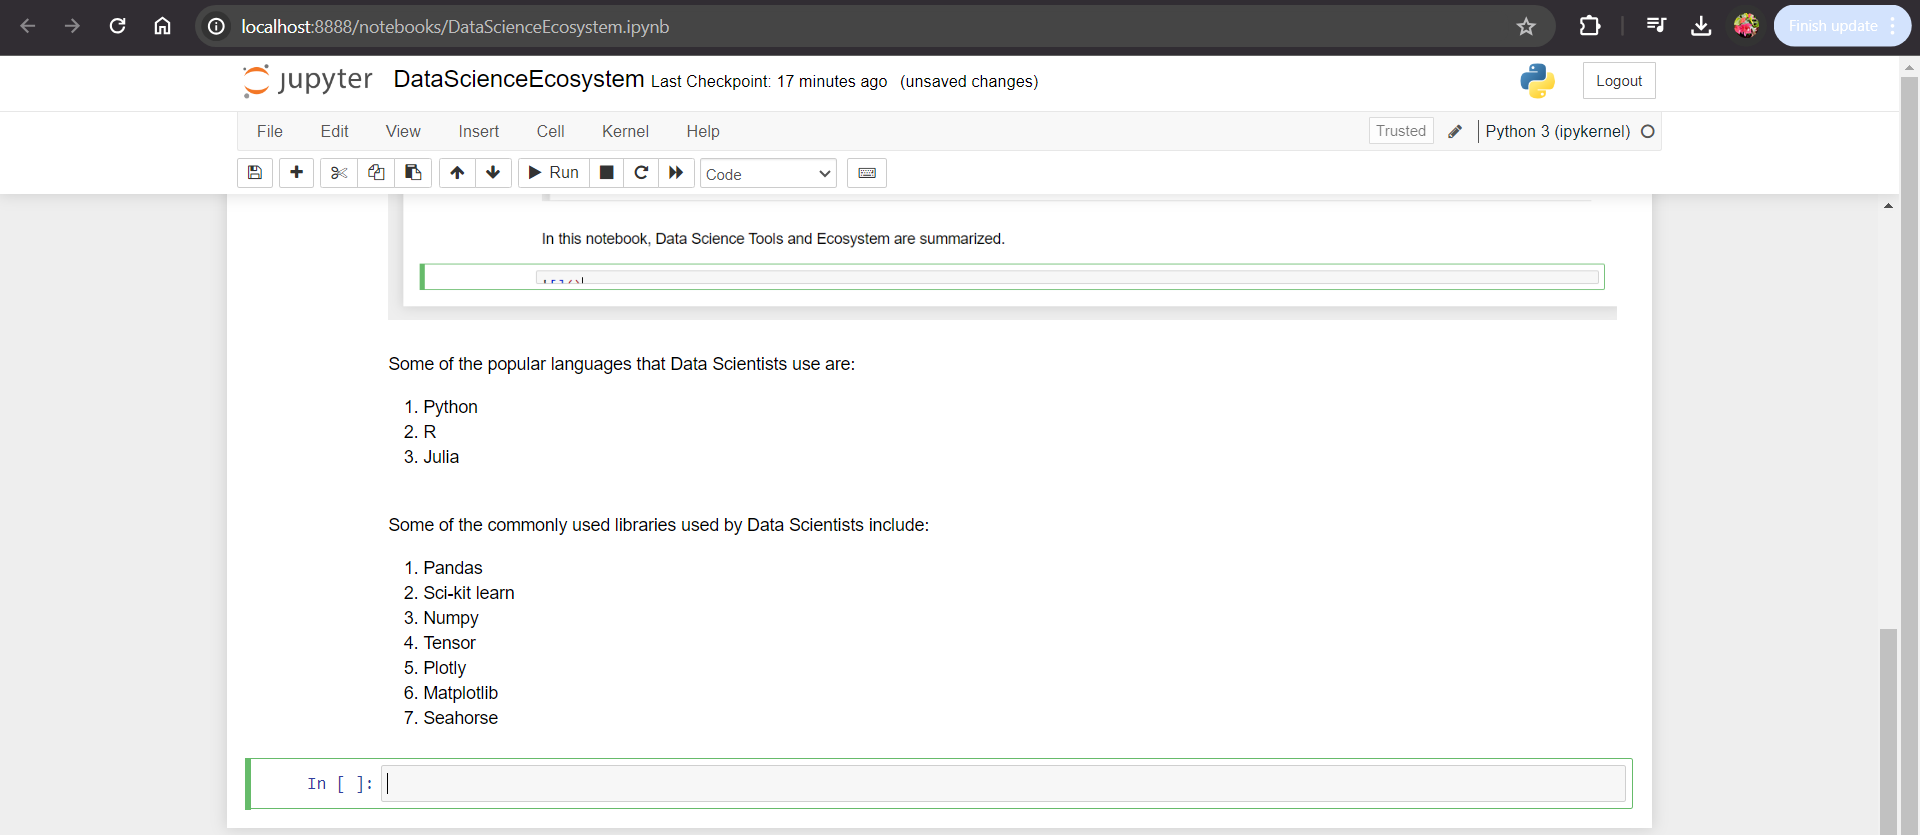 localhost:8888/notebooks/DataScienceEcosystem.ipynb
Finish update
jupyter DataScienceEcosystem Last Checkpoint: 17 minutes ago (unsaved changes)
Logout
File Edit View Insert Cell Kernel Help
Trusted Python 3 (ipykernel)
Run Code
In this notebook, Data Science Tools and Ecosystem are summarized.
Some of the popular languages that Data Scientists use are:
1. Python
2. R
3. Julia
Some of the commonly used libraries used by Data Scientists include:
1. Pandas
2. Sci-kit learn
3. Numpy
4. Tensor
5. Plotly
6. Matplotlib
7. Seahorse
In [ ]: